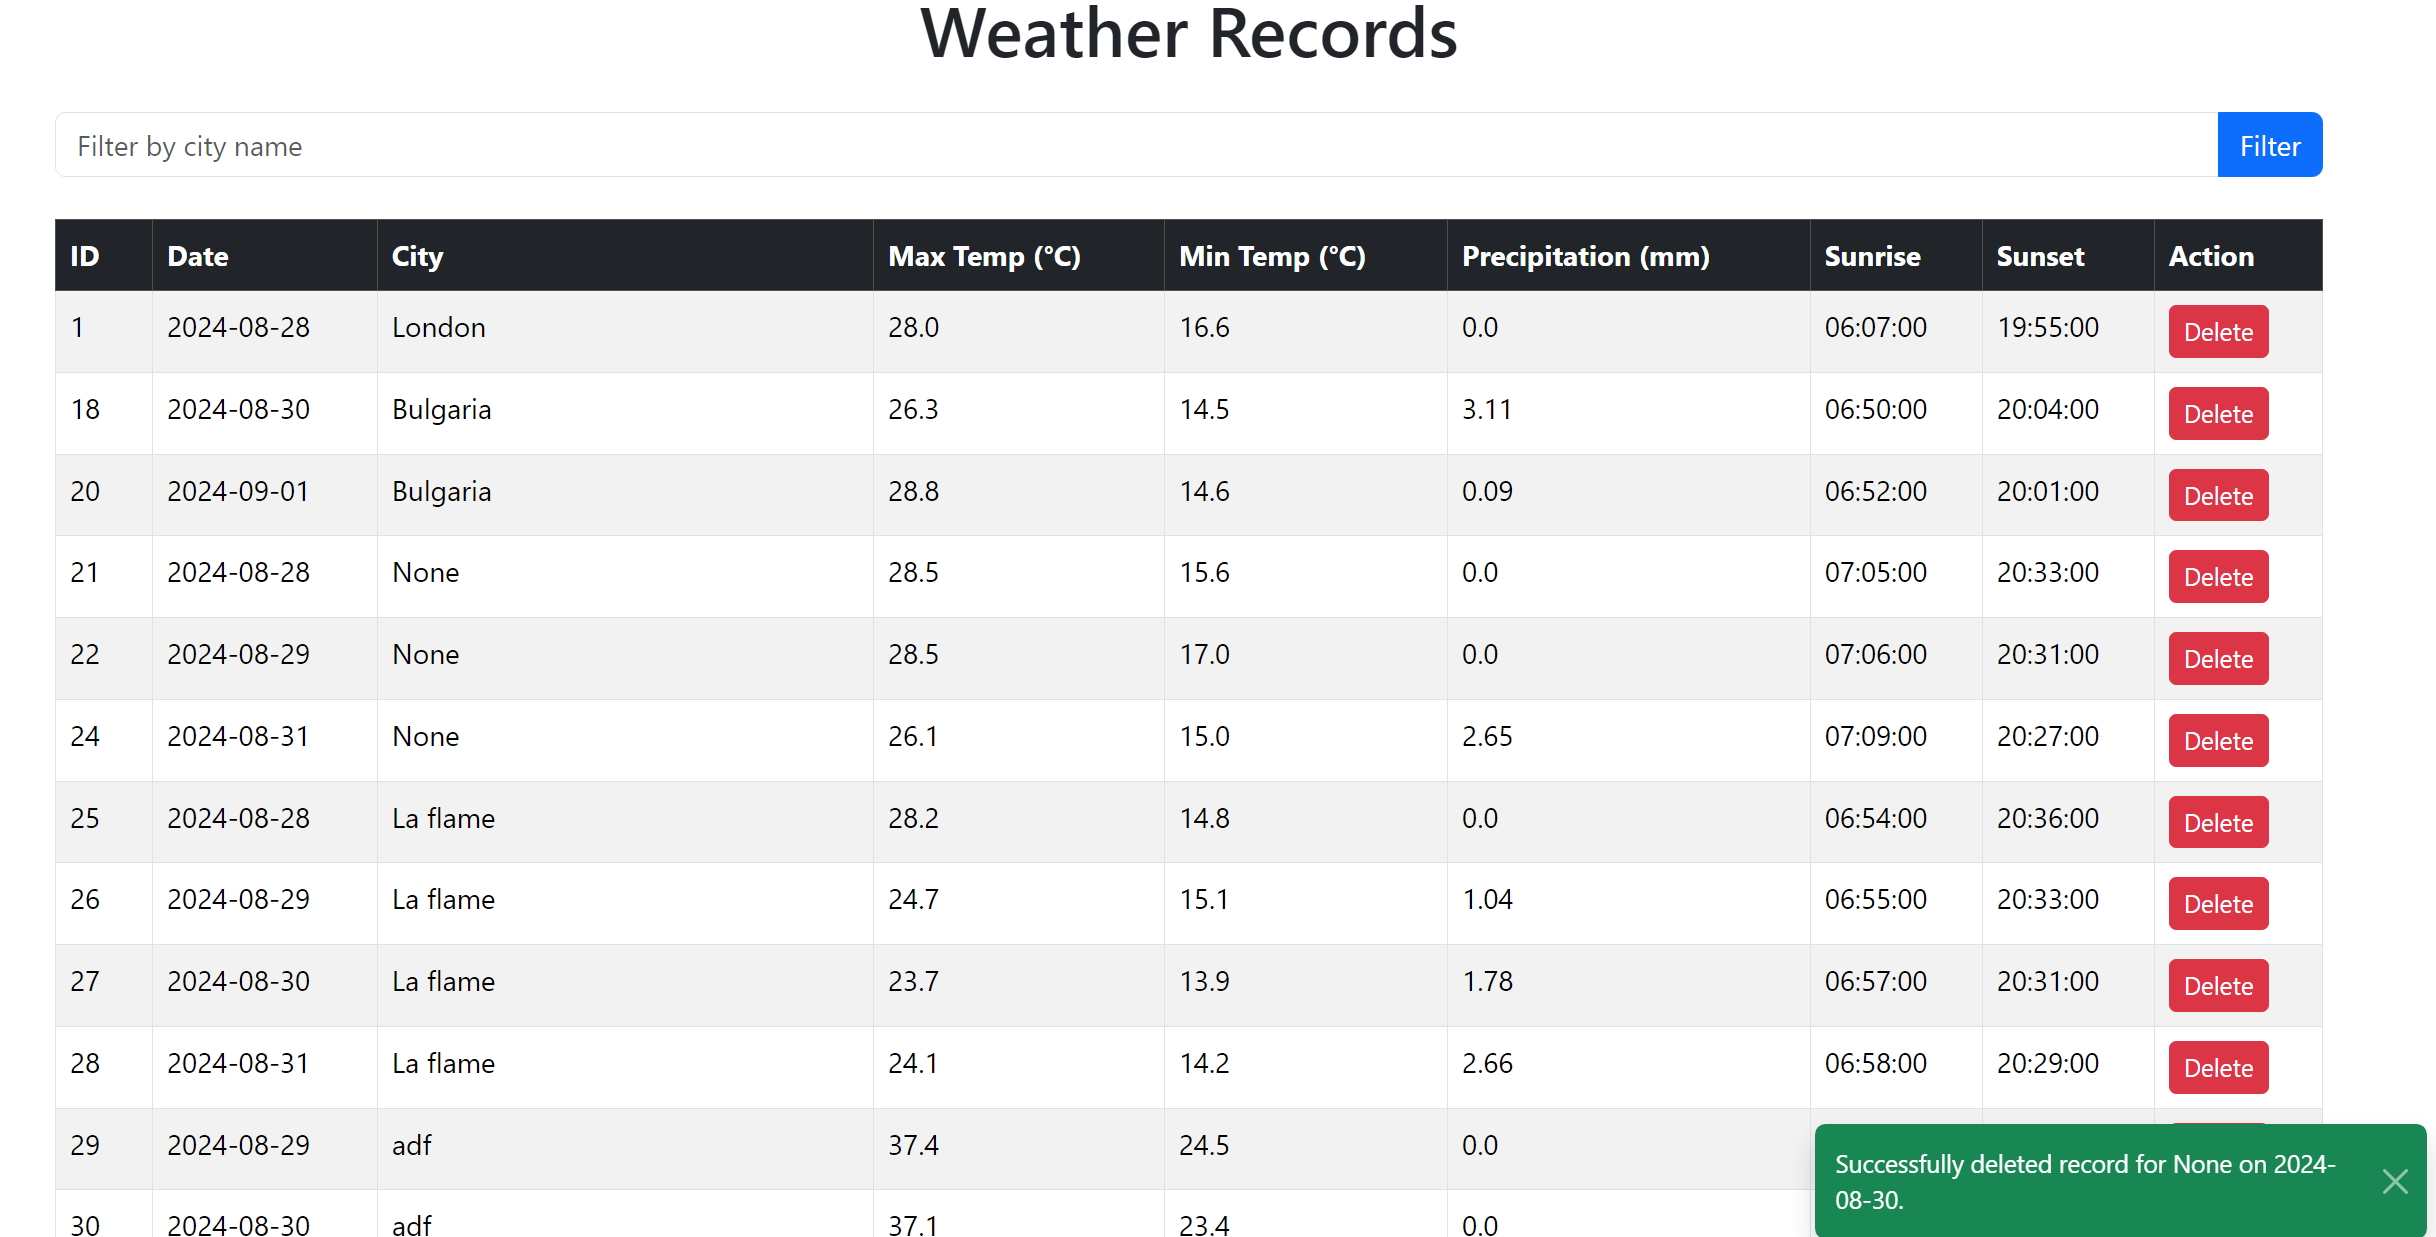 Weather Records
Filter by city name
Filter
ID Date City Max Temp (°C) Min Temp (°C) Precipitation (mm) Sunrise Sunset Action
1 2024-08-28 London 28.0 16.6 0.0 06:07:00 19:55:00 Delete
18 2024-08-30 Bulgaria 26.3 14.5 3.11 06:50:00 20:04:00 Delete
20 2024-09-01 Bulgaria 28.8 14.6 0.09 06:52:00 20:01:00 Delete
21 2024-08-28 None 28.5 15.6 0.0 07:05:00 20:33:00 Delete
22 2024-08-29 None 28.5 17.0 0.0 07:06:00 20:31:00 Delete
24 2024-08-31 None 26.1 15.0 2.65 07:09:00 20:27:00 Delete
25 2024-08-28 La flame 28.2 14.8 0.0 06:54:00 20:36:00 Delete
26 2024-08-29 La flame 24.7 15.1 1.04 06:55:00 20:33:00 Delete
27 2024-08-30 La flame 23.7 13.9 1.78 06:57:00 20:31:00 Delete
28 2024-08-31 La flame 24.1 14.2 2.66 06:58:00 20:29:00 Delete
29 2024-08-29 adf 37.4 24.5 0.0
30 2024-08-30 adf 37.1 23.4 0.0
Successfully deleted record for None on 2024-
08-30.